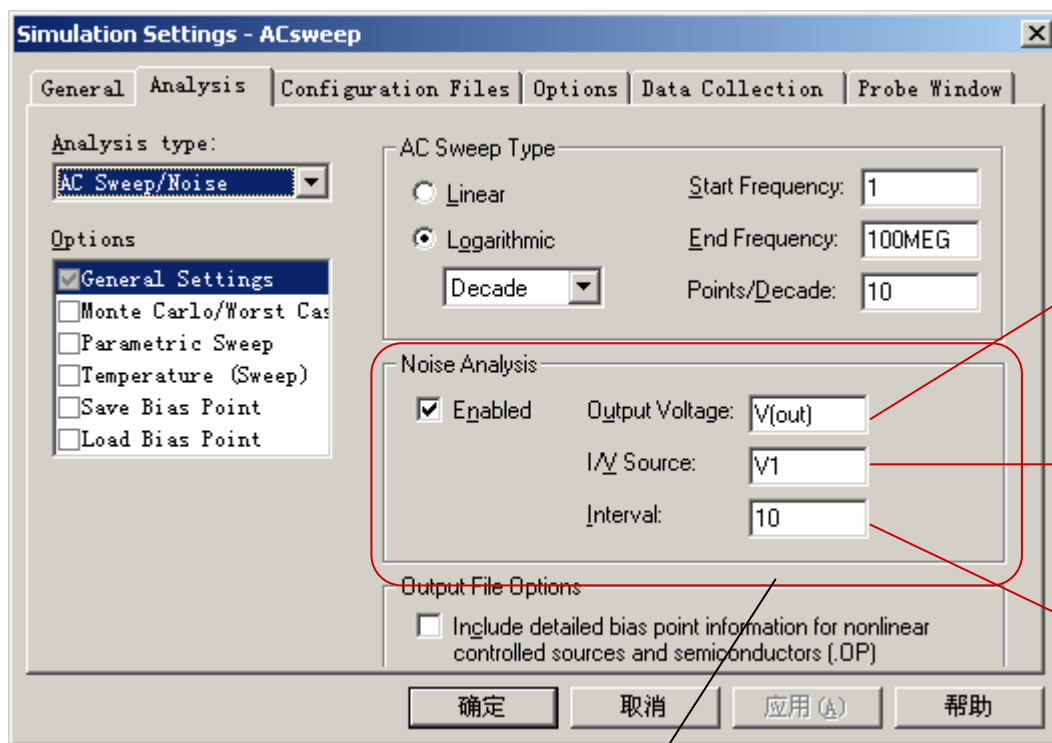 Simulation Settings - ACsweep
General Analysis Configuration Files Options Data Collection Probe Window
Analysis type:
AC Sweep/Noise
Options
General Settings
Monte Carlo/Worst Cas
Parametric Sweep
Temperature (Sweep)
Save Bias Point
Load Bias Point
AC Sweep Type
Linear
Logarithmic
Decade
Start Frequency: 1
End Frequency: 100MEG
Points/Decade: 10
Noise Analysis
Enabled
Output Voltage: V(out)
I/V Source: V1
Interval: 10
Output File Options
Include detailed bias point information for nonlinear
controlled sources and semiconductors (.OP)
确定 取消 应用(A) 帮助